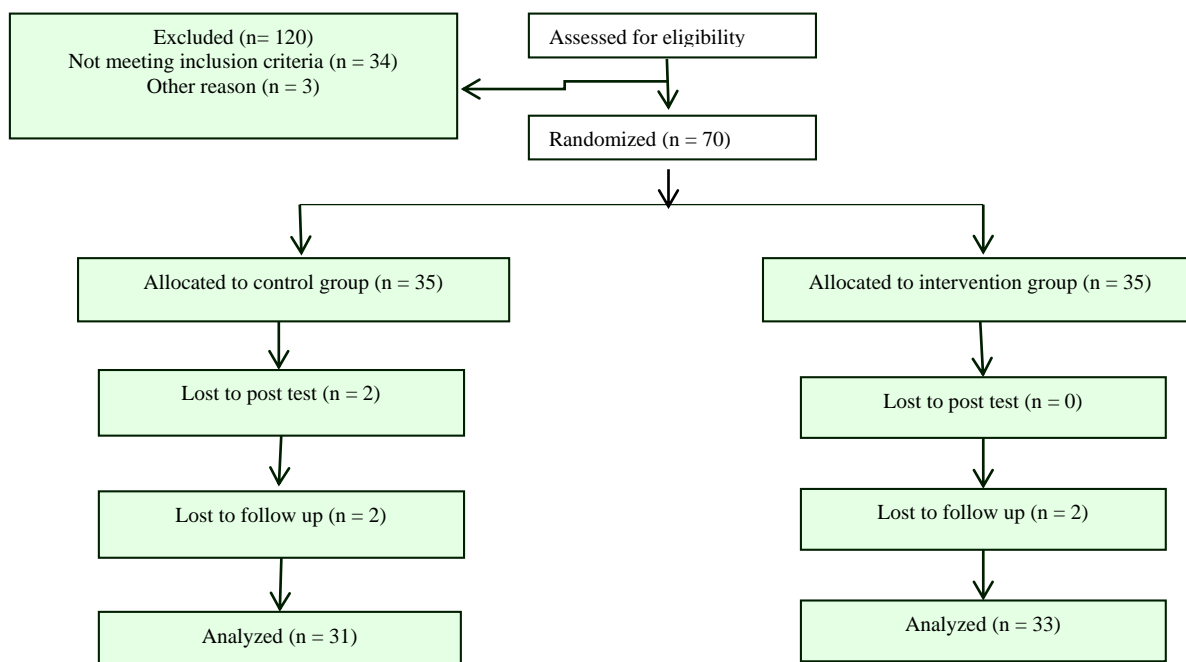 Excluded (n= 120)
Not meeting inclusion criteria (n = 34)
Other reason (n = 3)
Assessed for eligibility
Randomized (n = 70)
Allocated to control group (n = 35)
Allocated to intervention group (n = 35)
Lost to post test (n = 2)
Lost to post test (n = 0)
Lost to follow up (n = 2)
Lost to follow up (n = 2)
Analyzed (n = 31)
Analyzed (n = 33)